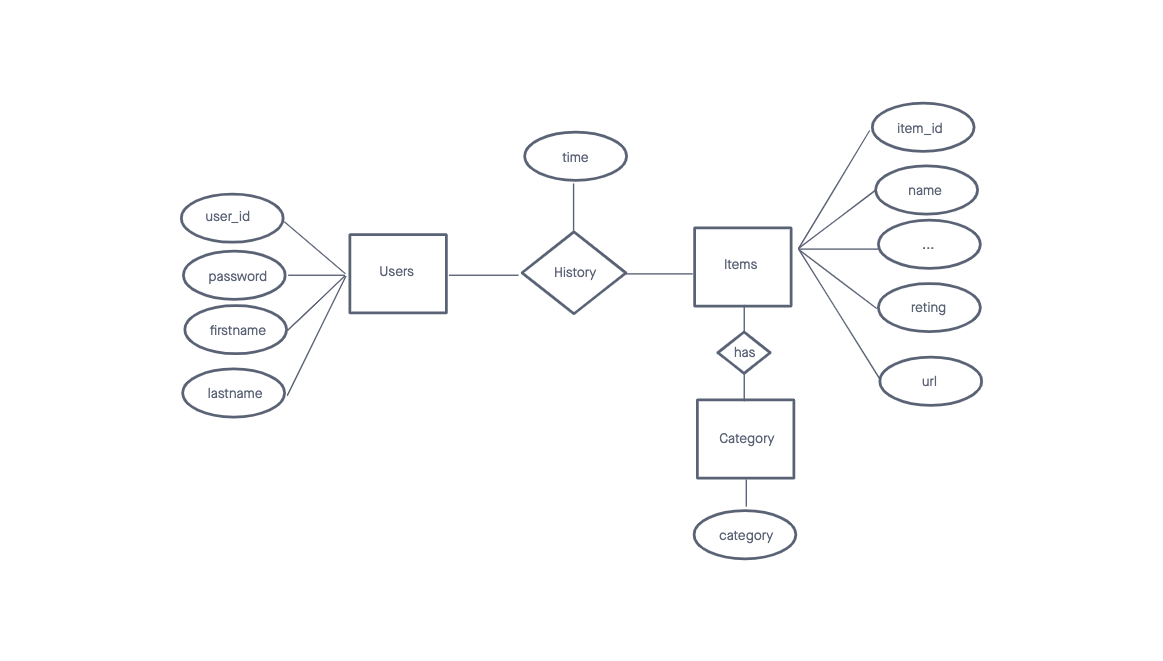 item_id
time
name
user_id
...
Users
History
Items
password
reting
firstname
has
url
lastname
Category
category